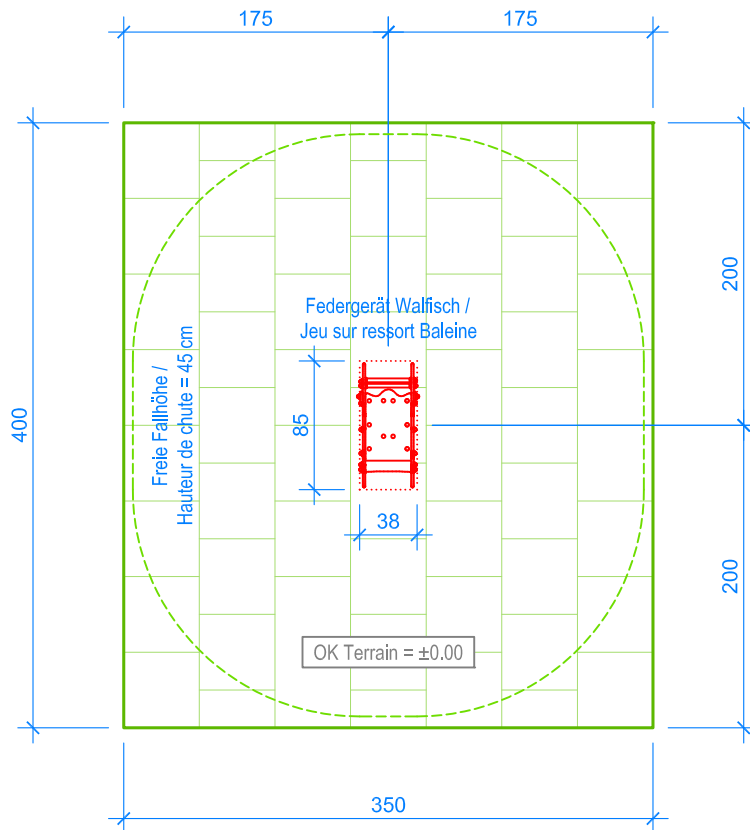 175
175
Federgerät Walfisch /
Jeu sur ressort Baleine
Freie Fallhöhe /
Hauteur de chute = 45 cm
400
85
38
200
200
OK Terrain = ±0.00
350